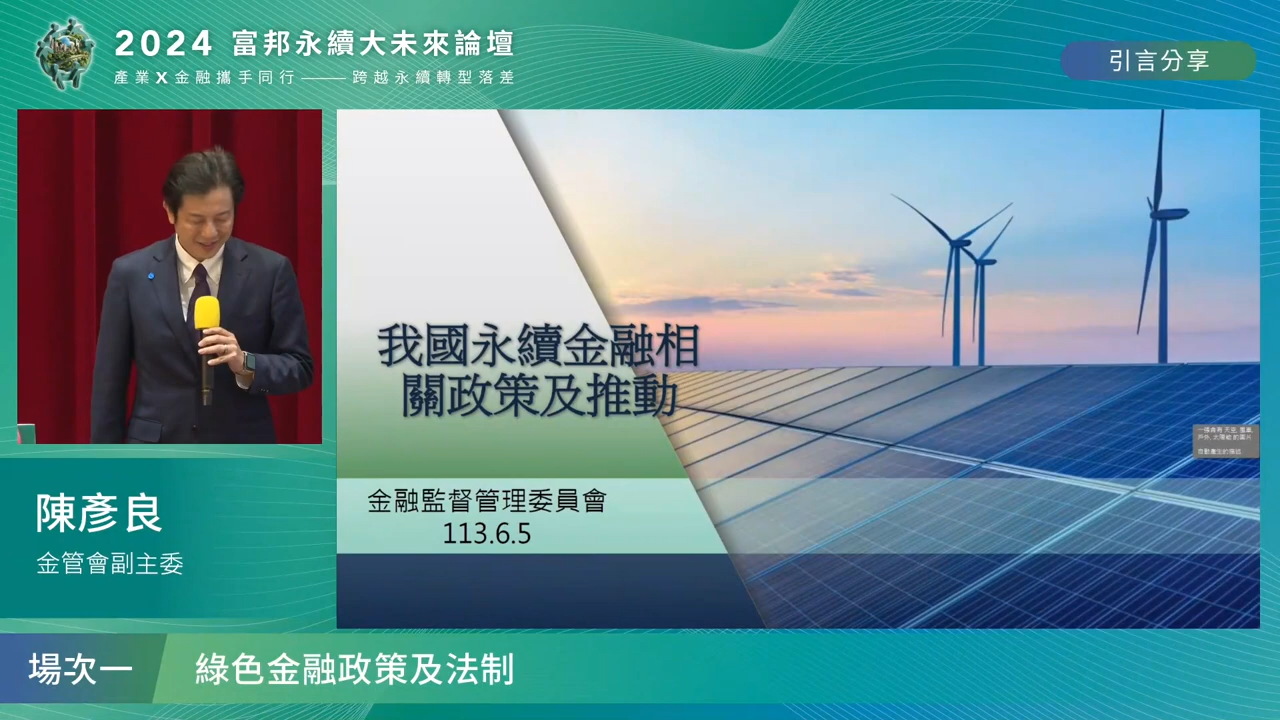 2024 富邦永續大未來論壇
產業X金融攜手同行——跨越永續轉型落差
引言分享
我國永續金融相
關政策及推動
金融監督管理委員會
113.6.5
陳彥良
金管會副主委
場次一
綠色金融政策及法制